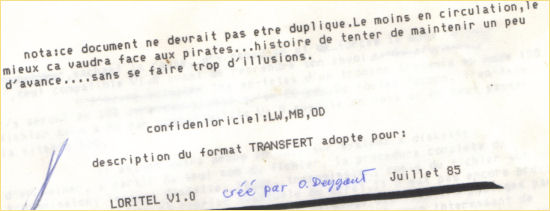 nota:ce document ne devrait pas etre duplique.Le moins en circulation,le
mieux ca vaudra face aux pirates...histoire de tenter de maintenir un peu
d'avance....sans se faire trop d'illusions.
confidenloriciel:LW,MB,OD
description du format TRANSFERT adopte pour:
LORITEL V1.0 créé par O. Deygout Juillet 85